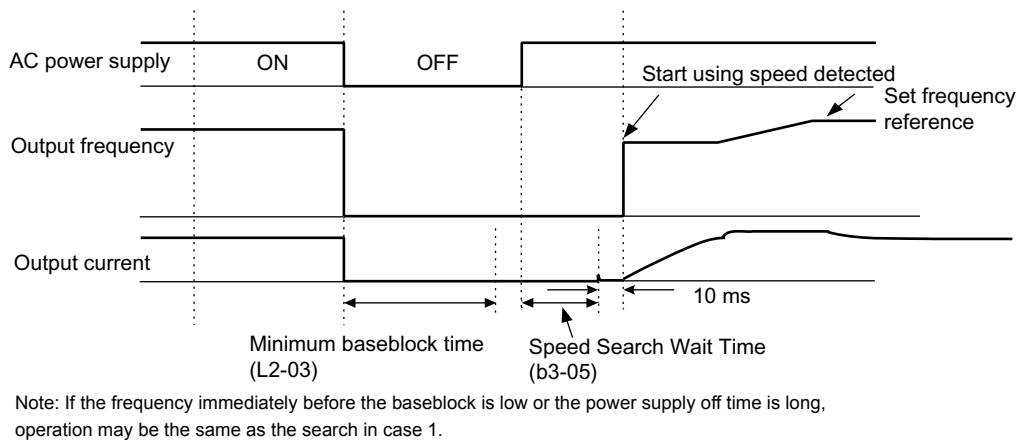 AC power supply
ON
OFF
Start using speed detected
Set frequency
reference
Output frequency
Output current
10 ms
Minimum baseblock time
(L2-03)
Speed Search Wait Time
(b3-05)
Note: If the frequency immediately before the baseblock is low or the power supply off time is long,
operation may be the same as the search in case 1.